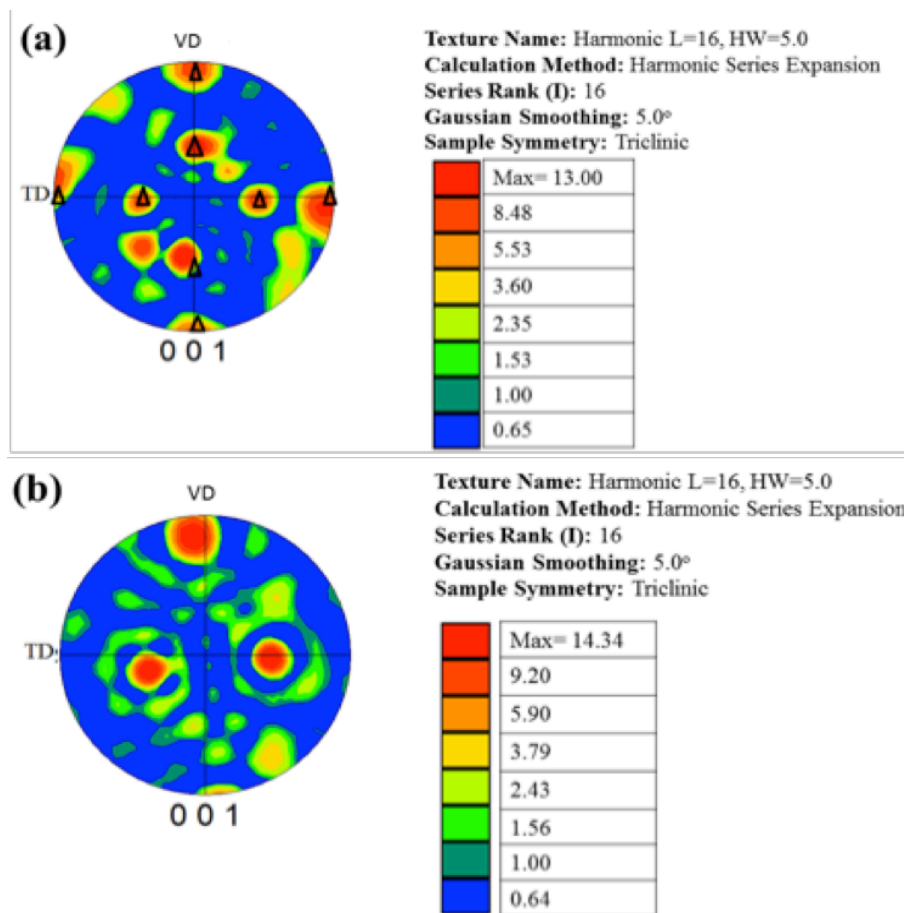 (a)
VD
TD
0 0 1
Texture Name: Harmonic L=16, HW=5.0
Calculation Method: Harmonic Series Expansion
Series Rank (I): 16
Gaussian Smoothing: 5.0°
Sample Symmetry: Triclinic
Max= 13.00
8.48
5.53
3.60
2.35
1.53
1.00
0.65
(b)
VD
TD
0 0 1
Texture Name: Harmonic L=16, HW=5.0
Calculation Method: Harmonic Series Expansion
Series Rank (I): 16
Gaussian Smoothing: 5.0°
Sample Symmetry: Triclinic
Max= 14.34
9.20
5.90
3.79
2.43
1.56
1.00
0.64